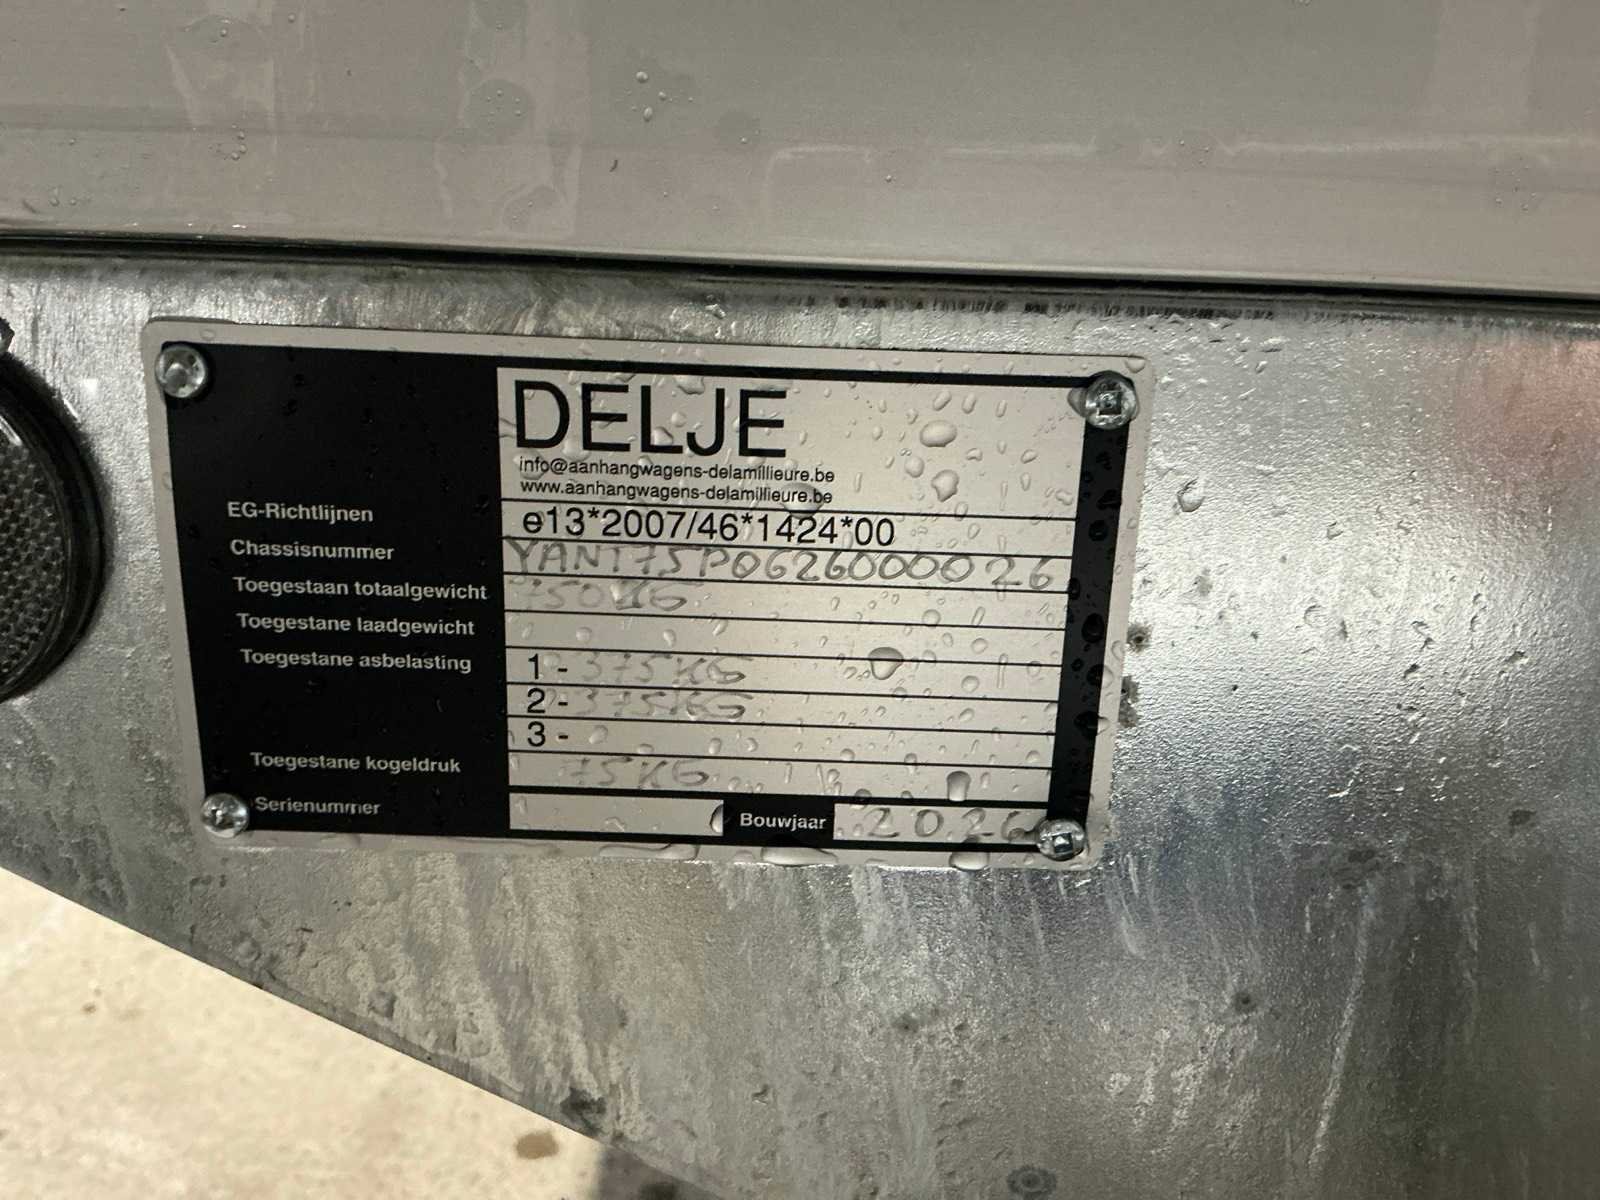 DELJE
info@aanhangwagens-delamillieure.be
www.aanhangwagens-delamillieure.be
EG-Richtlijnen e13*2007/46*1424*00
Chassisnummer YANT75P0626000026
Toegestaan totaalgewicht 750KG
Toegestane laadgewicht
Toegestane asbelasting 1 - 375KG
2 - 375KG
3 -
Toegestane kogeldruk 75KG
Serienummer Bouwjaar 2026